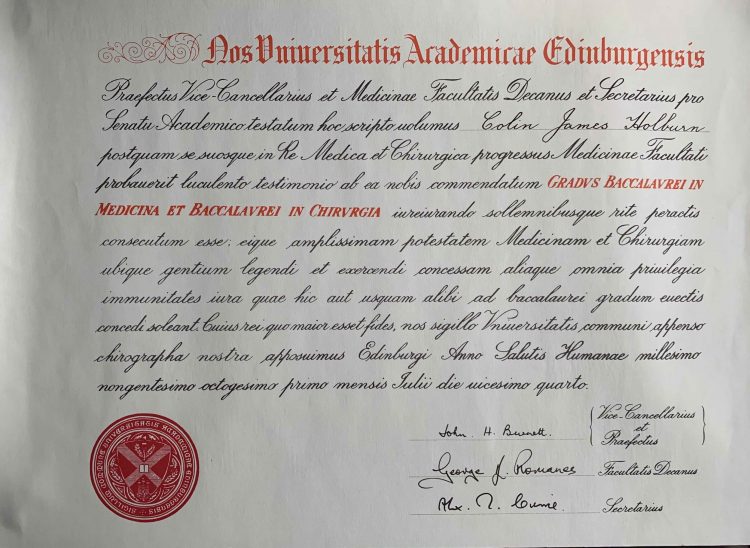 Nos Vniuersitatis Academicae Edinburgensis
Praefectus Vice-Cancellarius et Medicinae Facultatis Decanus et Secretarius pro
Senatu Academico testatum hoc scripto uolumus Colin James Holburn
postquam se suosque in Re Medica et Chirurgica progressus Medicinae Facultati
probauerit luculento testimonio ab ea nobis commendatum GRADVS BACCALAVREI IN
MEDICINA ET BACCALAVREI IN CHIRVRGIA iureiurando sollemnibusque rite peractis
consecutum esse; eique amplissimam potestatem Medicinam et Chirurgiam
ubique gentium legendi et exercendi concessam aliaque omnia priuilegia
immunitates iura quae hic aut usquam alibi ad baccalaurei gradum euectis
concedi soleant. Cuius rei quo maior esset fides, nos sigillo Vniuersitatis communi appenso
chirographa nostra apposuimus Edinburgi Anno Salutis Humanae millesimo
nongentesimo octogesimo primo mensis Iulii die uicesimo quarto.
John H. Burnett. Vice-Cancellarius
et
Praefectus
George J. Romanes Facultatis Decanus
Alex. T. Currie Secretarius